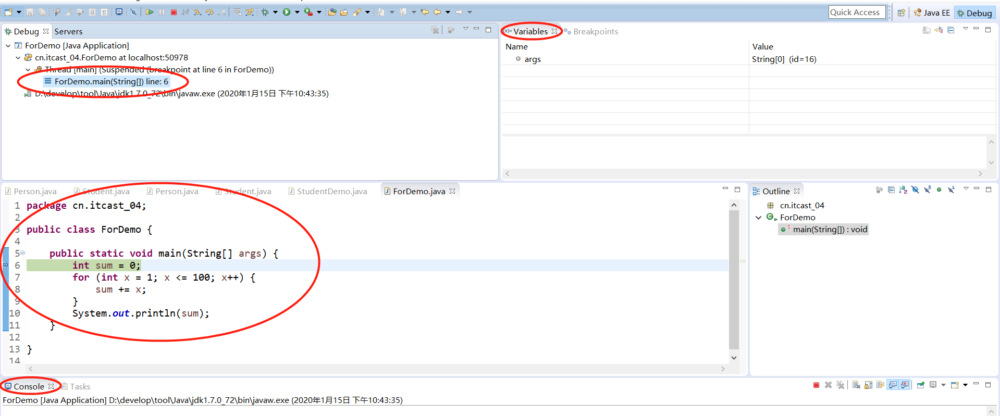 Quick Access
Java EE
Debug
Debug
Servers
ForDemo [Java Application]
cn.itcast_04.ForDemo at localhost:50978
Thread [main] (Suspended (breakpoint at line 6 in ForDemo))
ForDemo.main(String[]) line: 6
D:\develop\tool\Java\jdk1.7.0_72\bin\javaw.exe (2020年1月15日 下午10:43:35)
(x)= Variables
Breakpoints
Name Value
args String[0] (id=16)
Person.java
Student.java
Person.java
Student.java
StudentDemo.java
ForDemo.java
1 package cn.itcast_04;
2
3 public class ForDemo {
4
5 public static void main(String[] args) {
6 int sum = 0;
7 for (int x = 1; x <= 100; x++) {
8 sum += x;
9 }
10 System.out.println(sum);
11 }
12
13 }
14
Outline
cn.itcast_04
ForDemo
main(String[]) : void
Console
Tasks
ForDemo [Java Application] D:\develop\tool\Java\jdk1.7.0_72\bin\javaw.exe (2020年1月15日 下午10:43:35)